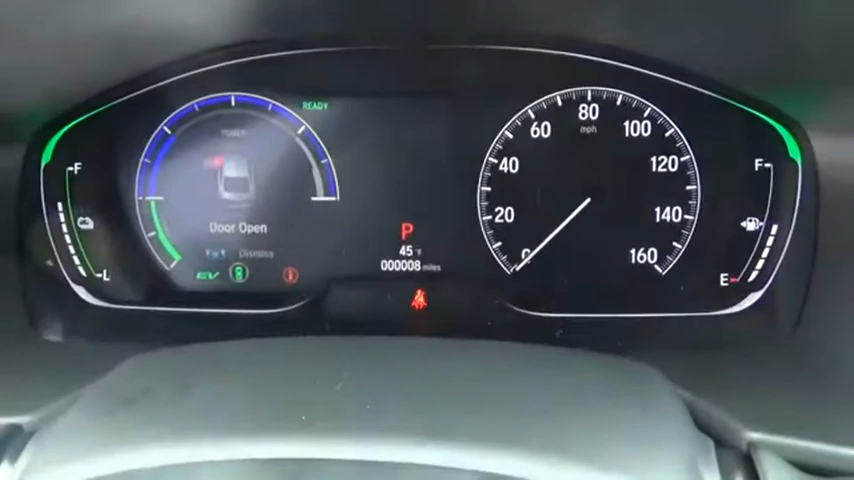 READY
POWER
F
L
Door Open
Dismiss
EV
P
45°F
000008 miles
80
mph
60
100
40
120
20
140
0
160
F
E